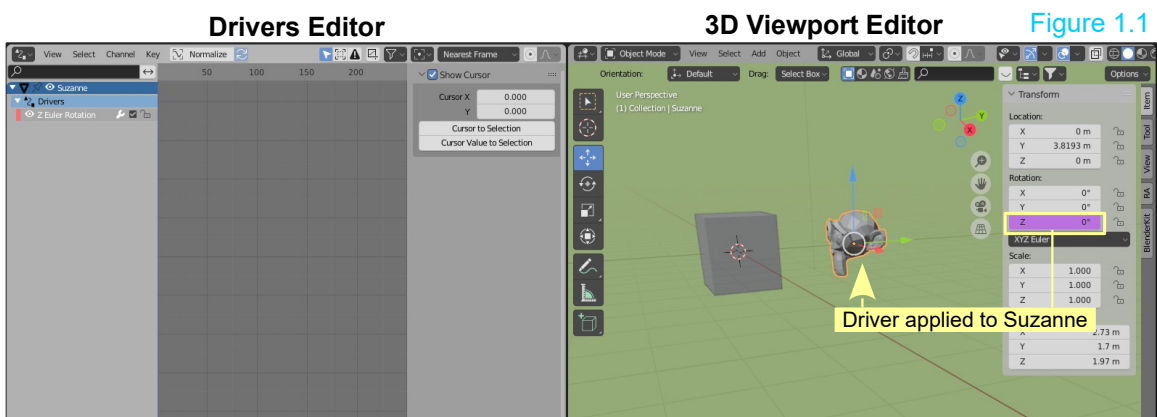 Drivers Editor
3D Viewport Editor
Figure 1.1
View Select Channel Key Normalize Nearest Frame
Object Mode View Select Add Object Global
50 100 150 200
Show Cursor
Orientation: Default Drag: Select Box Options
Suzanne
Drivers
Z Euler Rotation
Cursor X 0.000
Y 0.000
Cursor to Selection
Cursor Value to Selection
User Perspective
(1) Collection | Suzanne
Z
Y
X
Transform
Location:
X 0 m
Y 3.8193 m
Z 0 m
Rotation:
X 0°
Y 0°
Z 0°
XYZ Euler
Scale:
X 1.000
Y 1.000
Z 1.000
Driver applied to Suzanne
2.73 m
Y 1.7 m
Z 1.97 m
Item
Tool
View
RA
BlenderKit